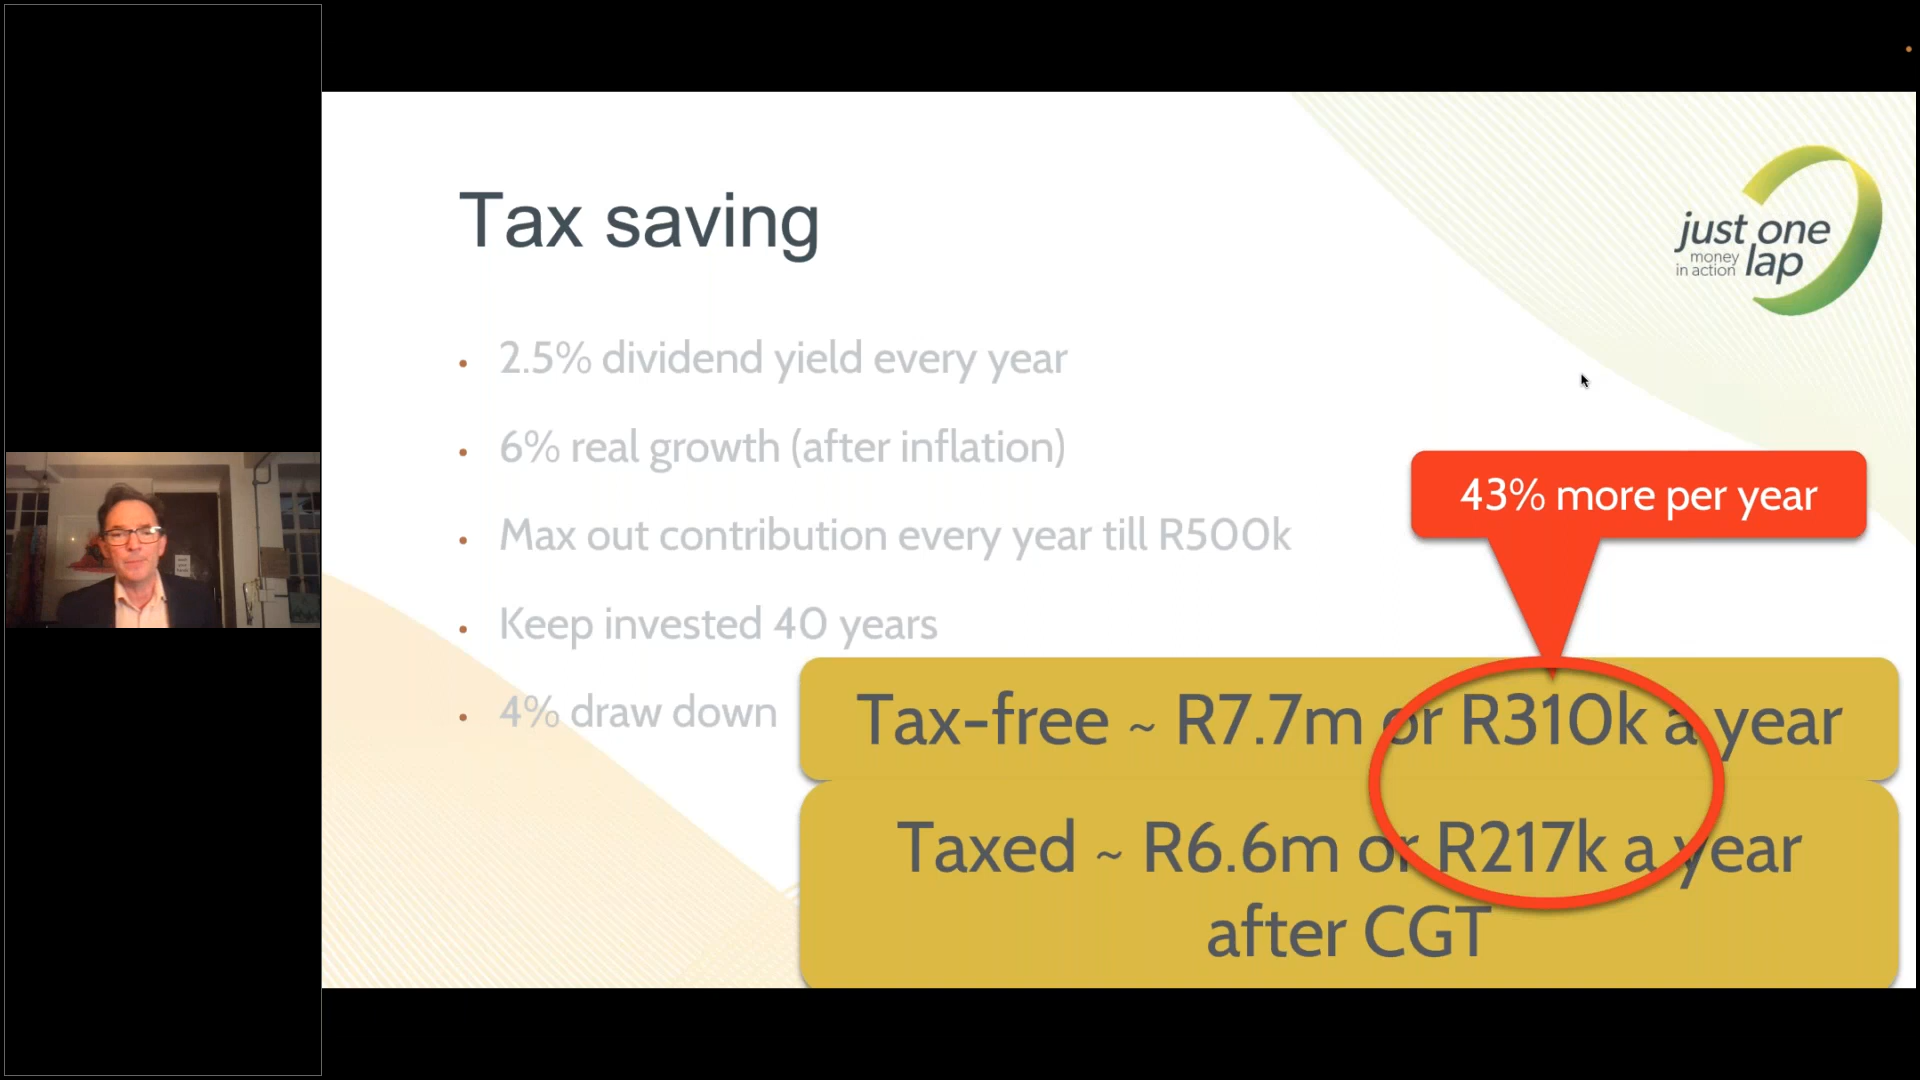 Tax saving
just one
money
in action
lap
• 2.5% dividend yield every year
• 6% real growth (after inflation)
• Max out contribution every year till R500k
• Keep invested 40 years
• 4% draw down
43% more per year
Tax-free ~ R7.7m or R310k a year
Taxed ~ R6.6m or R217k a year
after CGT